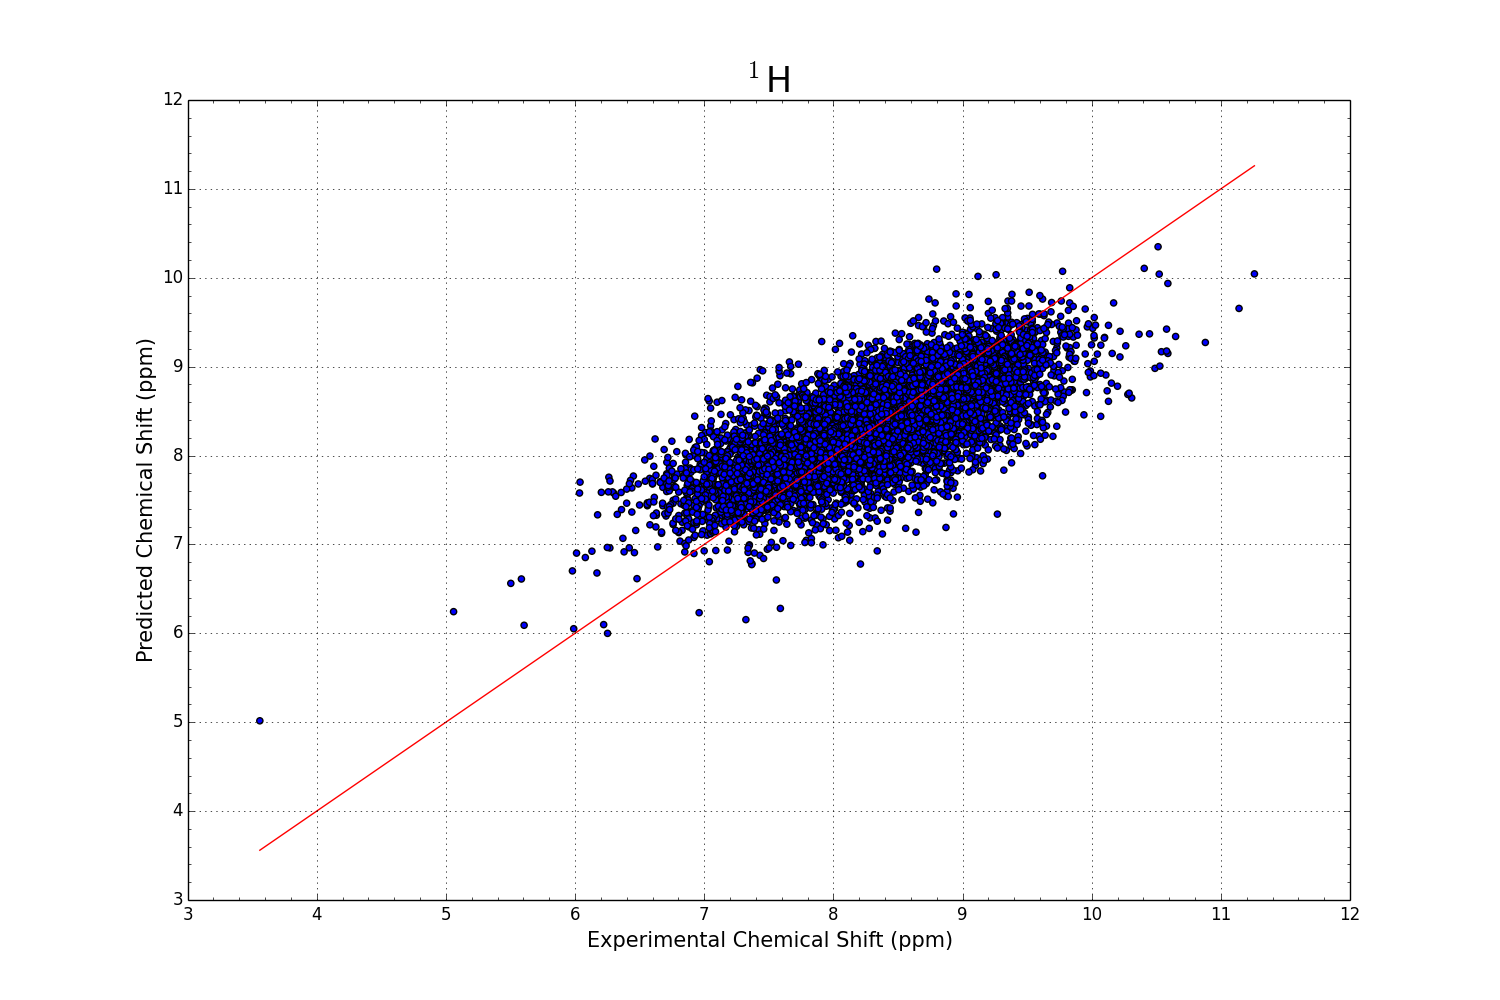 ¹H
12
11
10
9
8
7
6
5
4
3
Predicted Chemical Shift (ppm)
3 4 5 6 7 8 9 10 11 12
Experimental Chemical Shift (ppm)